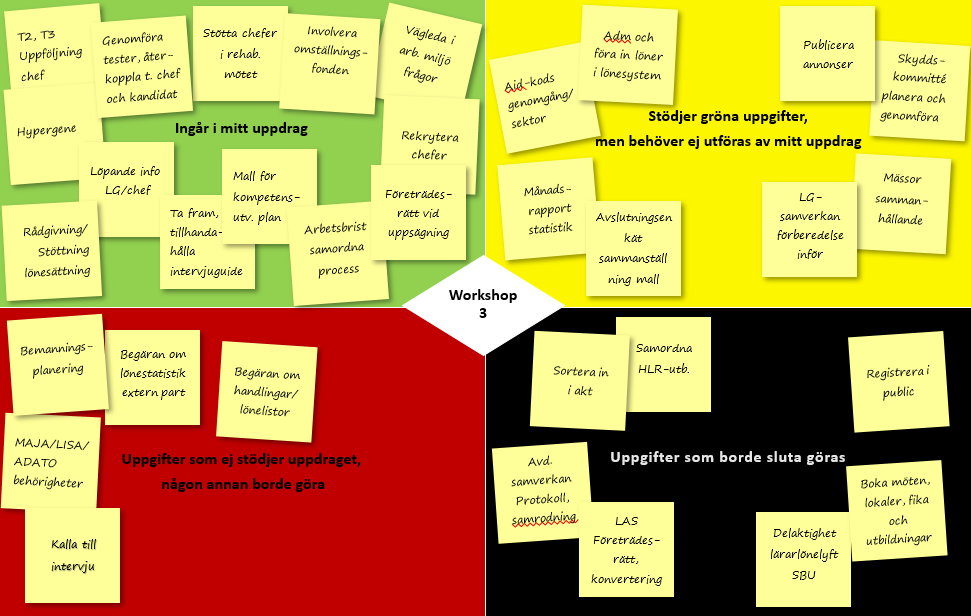 T2, T3
Uppföljning
chef
Genomföra
tester, åter-
koppla t. chef
och kandidat
Stötta chefer
i rehab.
mötet
Involvera
omställnings-
fonden
Vägleda i
arb. miljö
frågor
Hypergene
Ingår i mitt uppdrag
Rekrytera
chefer
Löpande info
LG/chef
Mall för
kompetens-
utv. plan
Företrädes-
rätt vid
uppsägning
Rådgivning/
Stöttning
lönesättning
Ta fram,
tillhanda-
hålla
intervjuguide
Arbetsbrist
samordna
process
Aid-kods
genomgång/
sektor
Adm och
föra in löner
i lönesystem
Publicera
annonser
Skydds-
kommitté
planera och
genomföra
Stödjer gröna uppgifter,
men behöver ej utföras av mitt uppdrag
Månads-
rapport
statistik
Avslutningsen
kät
sammanställ
ning mall
LG-
samverkan
förberedelse
inför
Mässor
samman-
hållande
Workshop
3
Bemannings-
planering
Begäran om
lönestatistik
extern part
Begäran om
handlingar/
lönelistor
MAJA/LISA/
ADATO
behörigheter
Uppgifter som ej stödjer uppdraget,
någon annan borde göra
Kalla till
intervju
Sortera in
i akt
Samordna
HLR-utb.
Registrera i
public
Uppgifter som borde sluta göras
Avd.
samverkan
Protokoll,
samrodning
LAS
Företrädes-
rätt,
konvertering
Delaktighet
lärarlönelyft
SBU
Boka möten,
lokaler, fika
och
utbildningar